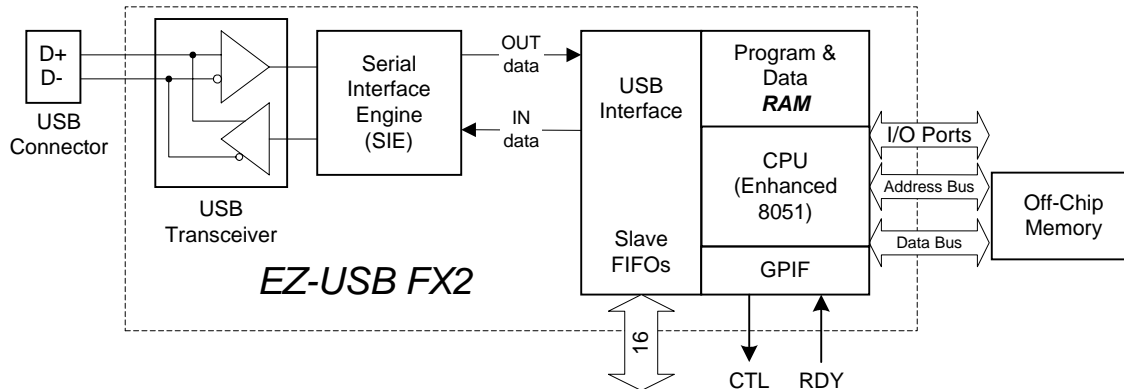 D+
D-
USB
Connector
USB
Transceiver
Serial
Interface
Engine
(SIE)
OUT
data
IN
data
USB
Interface
Slave
FIFOs
Program &
Data
RAM
CPU
(Enhanced
8051)
GPIF
I/O Ports
Address Bus
Data Bus
Off-Chip
Memory
EZ-USB FX2
16
CTL
RDY